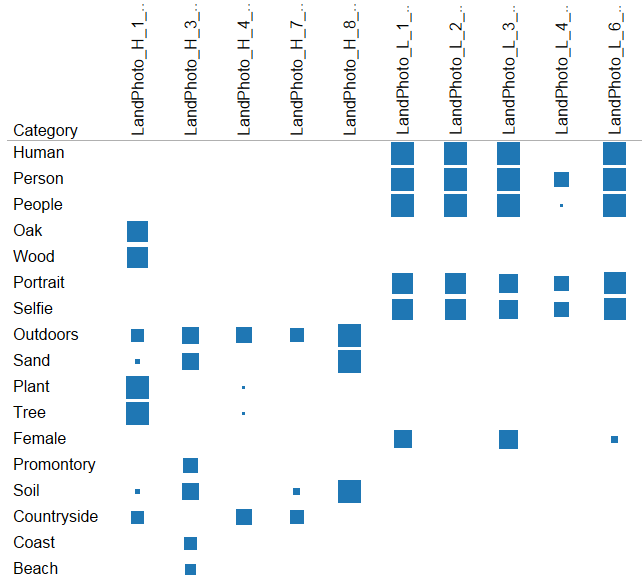 LandPhoto_H_1_..
LandPhoto_H_3_..
LandPhoto_H_4_..
LandPhoto_H_7_..
LandPhoto_H_8_..
LandPhoto_L_1_..
LandPhoto_L_2_..
LandPhoto_L_3_..
LandPhoto_L_4_..
LandPhoto_L_6_..
Category
Human
Person
People
Oak
Wood
Portrait
Selfie
Outdoors
Sand
Plant
Tree
Female
Promontory
Soil
Countryside
Coast
Beach